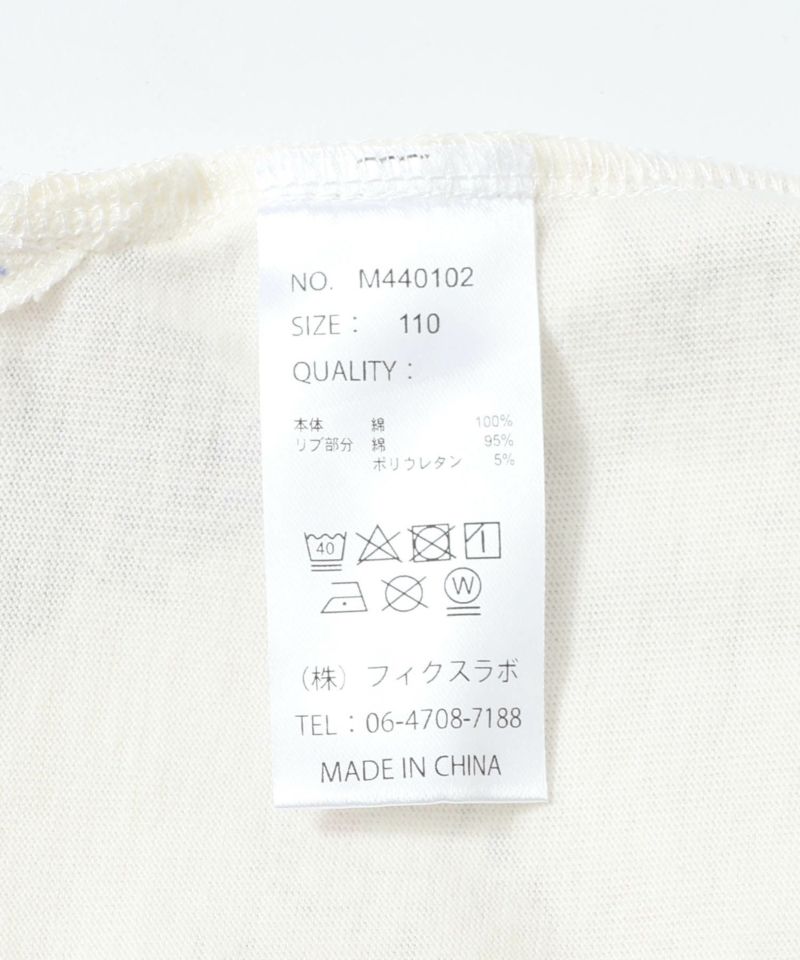 NO. M440102
SIZE： 110
QUALITY：
本体 綿 100%
リブ部分 綿 95%
ポリウレタン 5%
40
W
（株）フィクスラボ
TEL：06-4708-7188
MADE IN CHINA